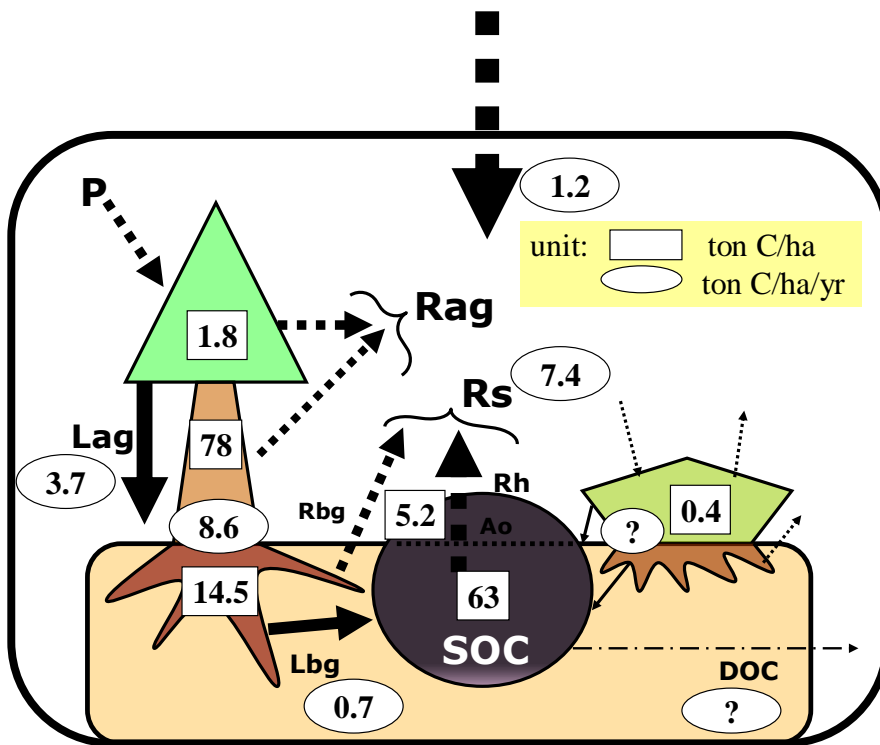 1.2
P
unit: ton C/ha
ton C/ha/yr
Rag
1.8
7.4
Rs
Lag
78
3.7
Rbg
5.2
Rh
Ao
0.4
?
8.6
14.5
63
SOC
Lbg
DOC
0.7
?